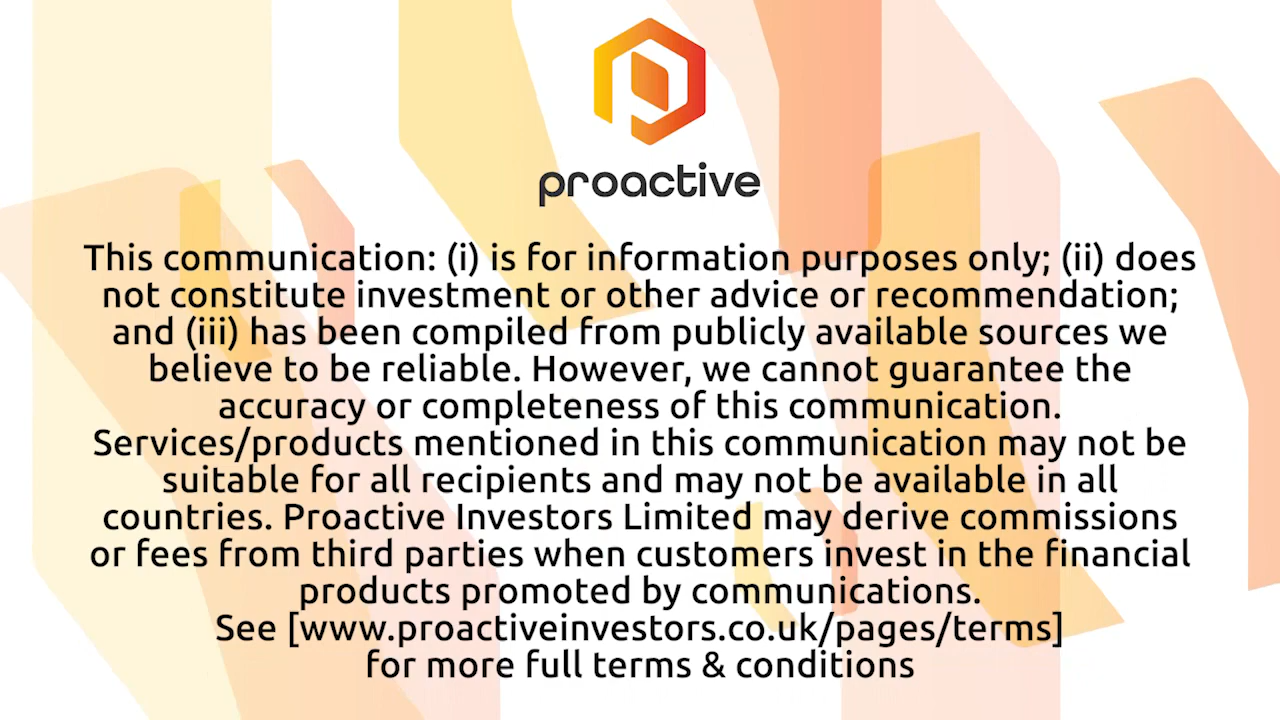 proactive
This communication: (i) is for information purposes only; (ii) does
not constitute investment or other advice or recommendation;
and (iii) has been compiled from publicly available sources we
believe to be reliable. However, we cannot guarantee the
accuracy or completeness of this communication.
Services/products mentioned in this communication may not be
suitable for all recipients and may not be available in all
countries. Proactive Investors Limited may derive commissions
or fees from third parties when customers invest in the financial
products promoted by communications.
See [www.proactiveinvestors.co.uk/pages/terms]
for more full terms & conditions